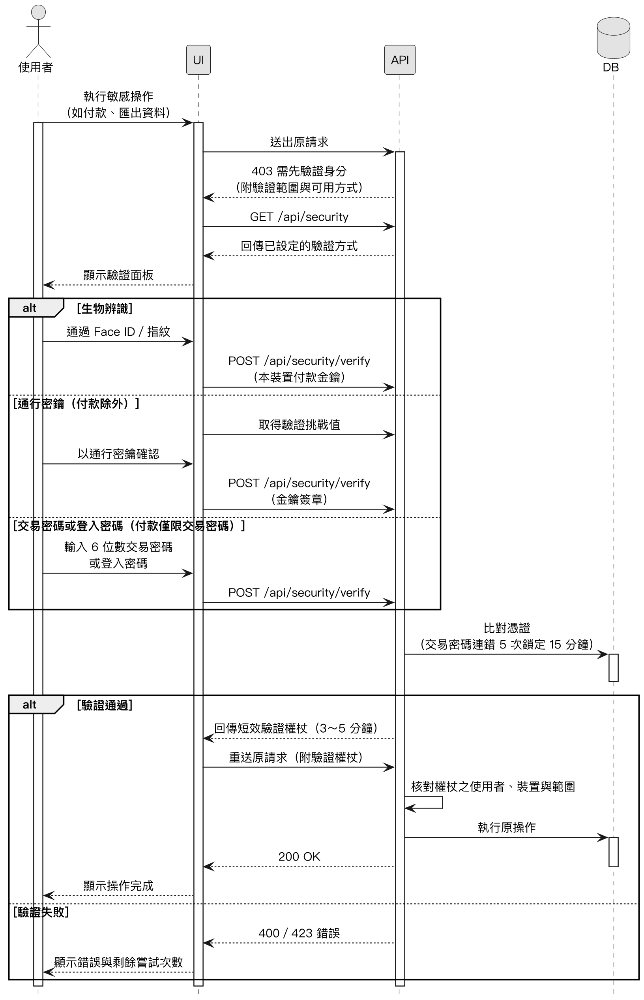 使用者
UI
API
DB
執行敏感操作
（如付款、匯出資料）
送出原請求
403 需先驗證身分
（附驗證範圍與可用方式）
GET /api/security
回傳已設定的驗證方式
顯示驗證面板
alt [生物辨識]
通過 Face ID / 指紋
POST /api/security/verify
（本裝置付款金鑰）
[通行密鑰（付款除外）]
取得驗證挑戰值
以通行密鑰確認
POST /api/security/verify
（金鑰簽章）
[交易密碼或登入密碼（付款僅限交易密碼）]
輸入 6 位數交易密碼
或登入密碼
POST /api/security/verify
比對憑證
（交易密碼連錯 5 次鎖定 15 分鐘）
alt [驗證通過]
回傳短效驗證權杖（3～5 分鐘）
重送原請求（附驗證權杖）
核對權杖之使用者、裝置與範圍
執行原操作
200 OK
顯示操作完成
[驗證失敗]
400 / 423 錯誤
顯示錯誤與剩餘嘗試次數